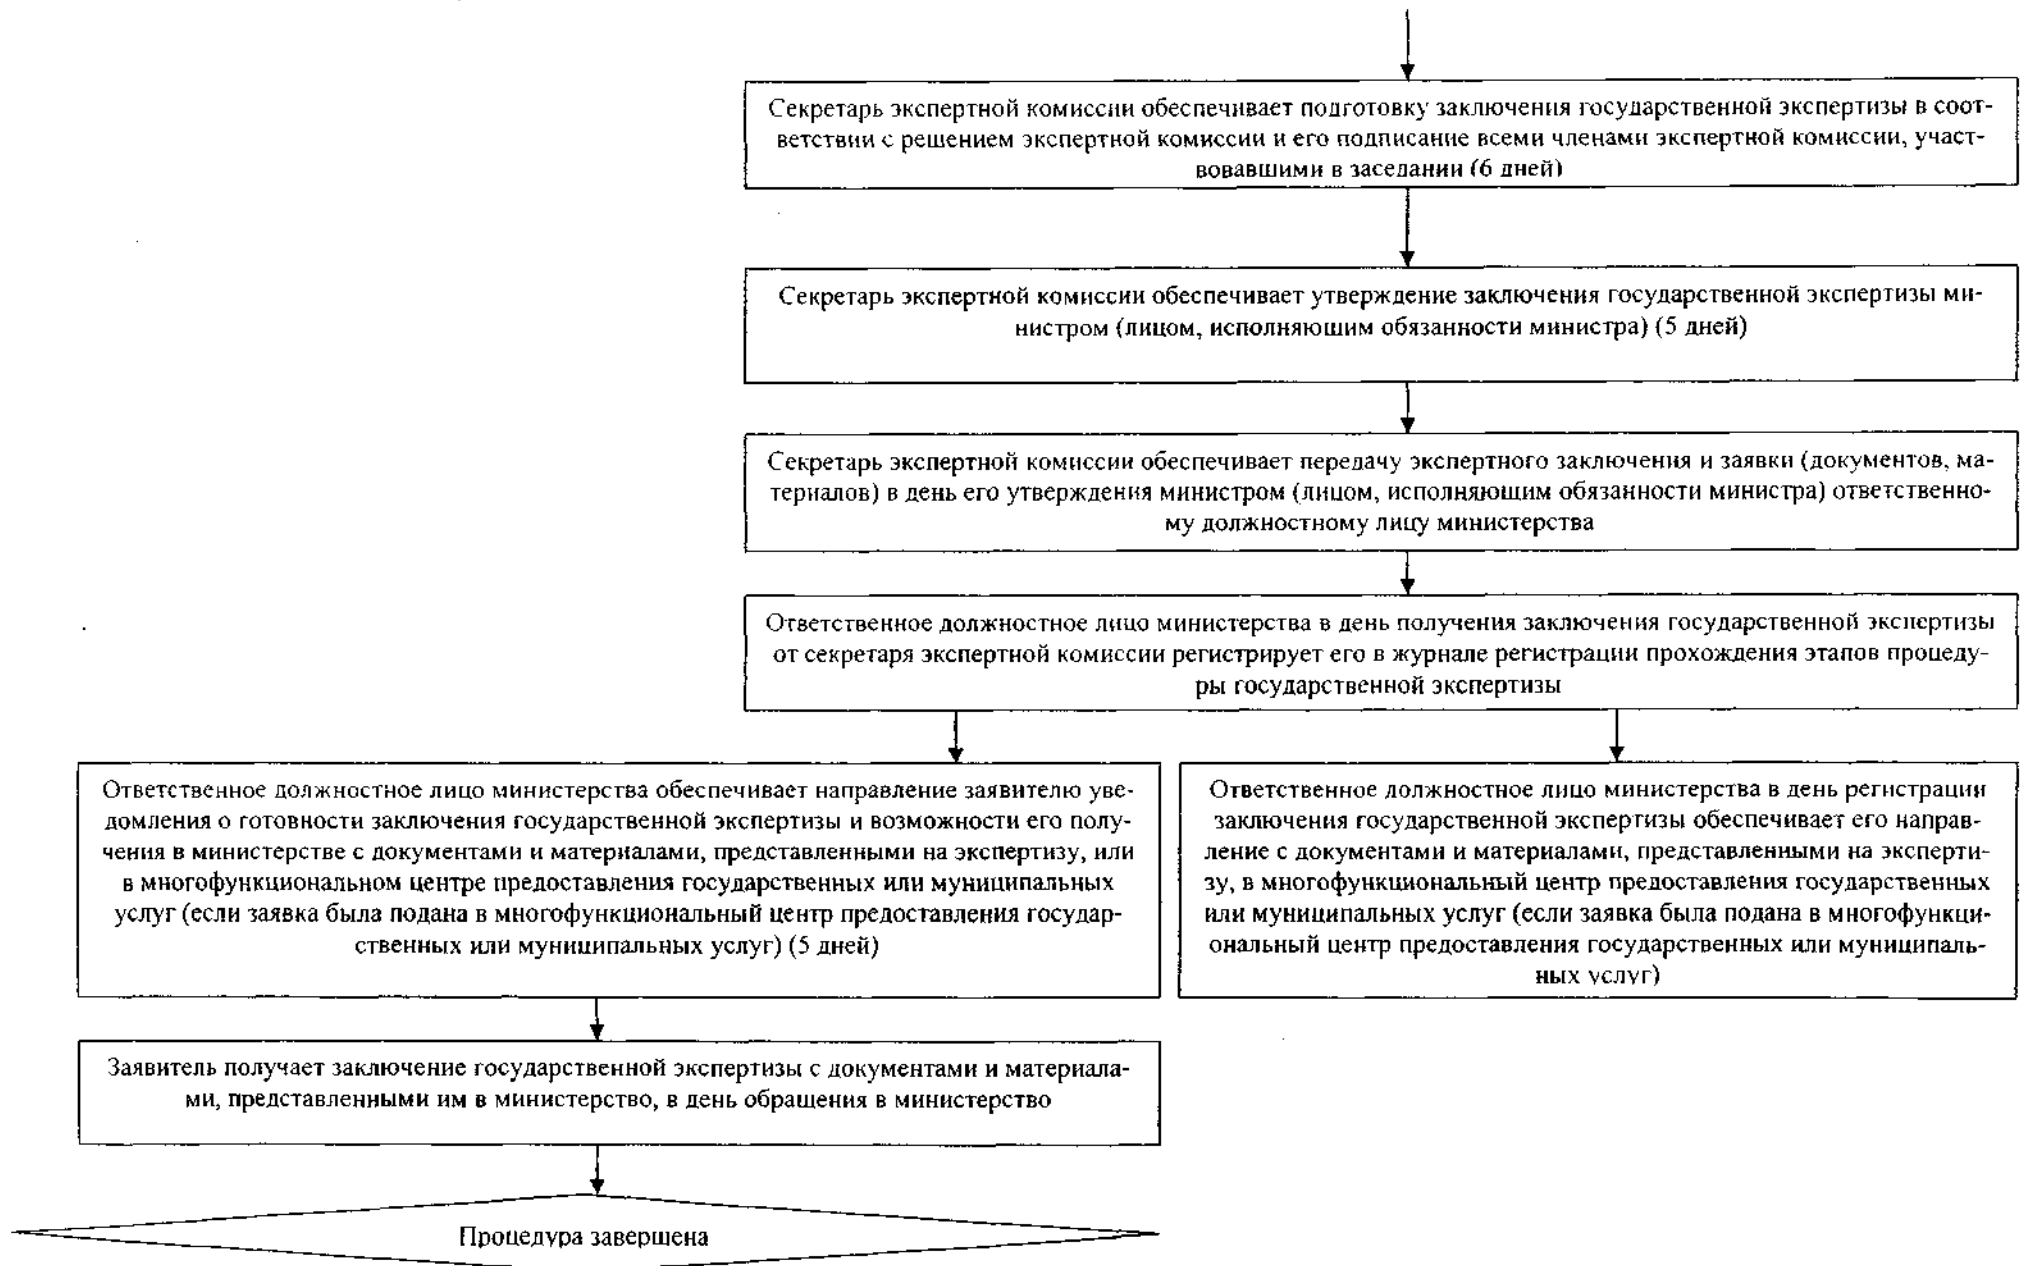 Секретарь экспертной комиссии обеспечивает подготовку заключения государственной экспертизы в соот-
ветствии с решением экспертной комиссии и его подписание всеми членами экспертной комиссии, участ-
вовавшими в заседании (6 дней)
Секретарь экспертной комиссии обеспечивает утверждение заключения государственной экспертизы ми-
нистром (лицом, исполняющим обязанности министра) (5 дней)
Секретарь экспертной комиссии обеспечивает передачу экспертного заключения и заявки (документов, ма-
териалов) в день его утверждения министром (лицом, исполняющим обязанности министра) ответственно-
му должностному лицу министерства
Ответственное должностное лицо министерства в день получения заключения государственной экспертизы
от секретаря экспертной комиссии регистрирует его в журнале регистрации прохождения этапов процеду-
ры государственной экспертизы
Ответственное должностное лицо министерства обеспечивает направление заявителю уве-
домления о готовности заключения государственной экспертизы и возможности его полу-
чения в министерстве с документами и материалами, представленными на экспертизу, или
в многофункциональном центре предоставления государственных или муниципальных
услуг (если заявка была подана в многофункциональный центр предоставления государ-
ственных или муниципальных услуг) (5 дней)
Ответственное должностное лицо министерства в день регистрации
заключения государственной экспертизы обеспечивает его направ-
ление с документами и материалами, представленными на эксперти-
зу, в многофункциональный центр предоставления государственных
или муниципальных услуг (если заявка была подана в многофункци-
ональный центр предоставления государственных или муниципаль-
ных услуг)
Заявитель получает заключение государственной экспертизы с документами и материала-
ми, представленными им в министерство, в день обращения в министерство
Процедура завершена